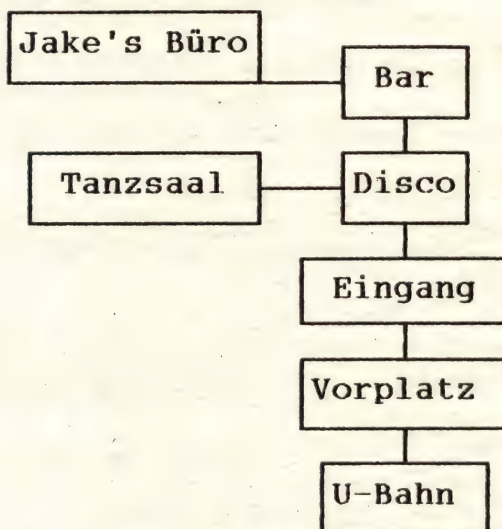 Jake's Büro
Bar
Tanzsaal
Disco
Eingang
Vorplatz
U-Bahn